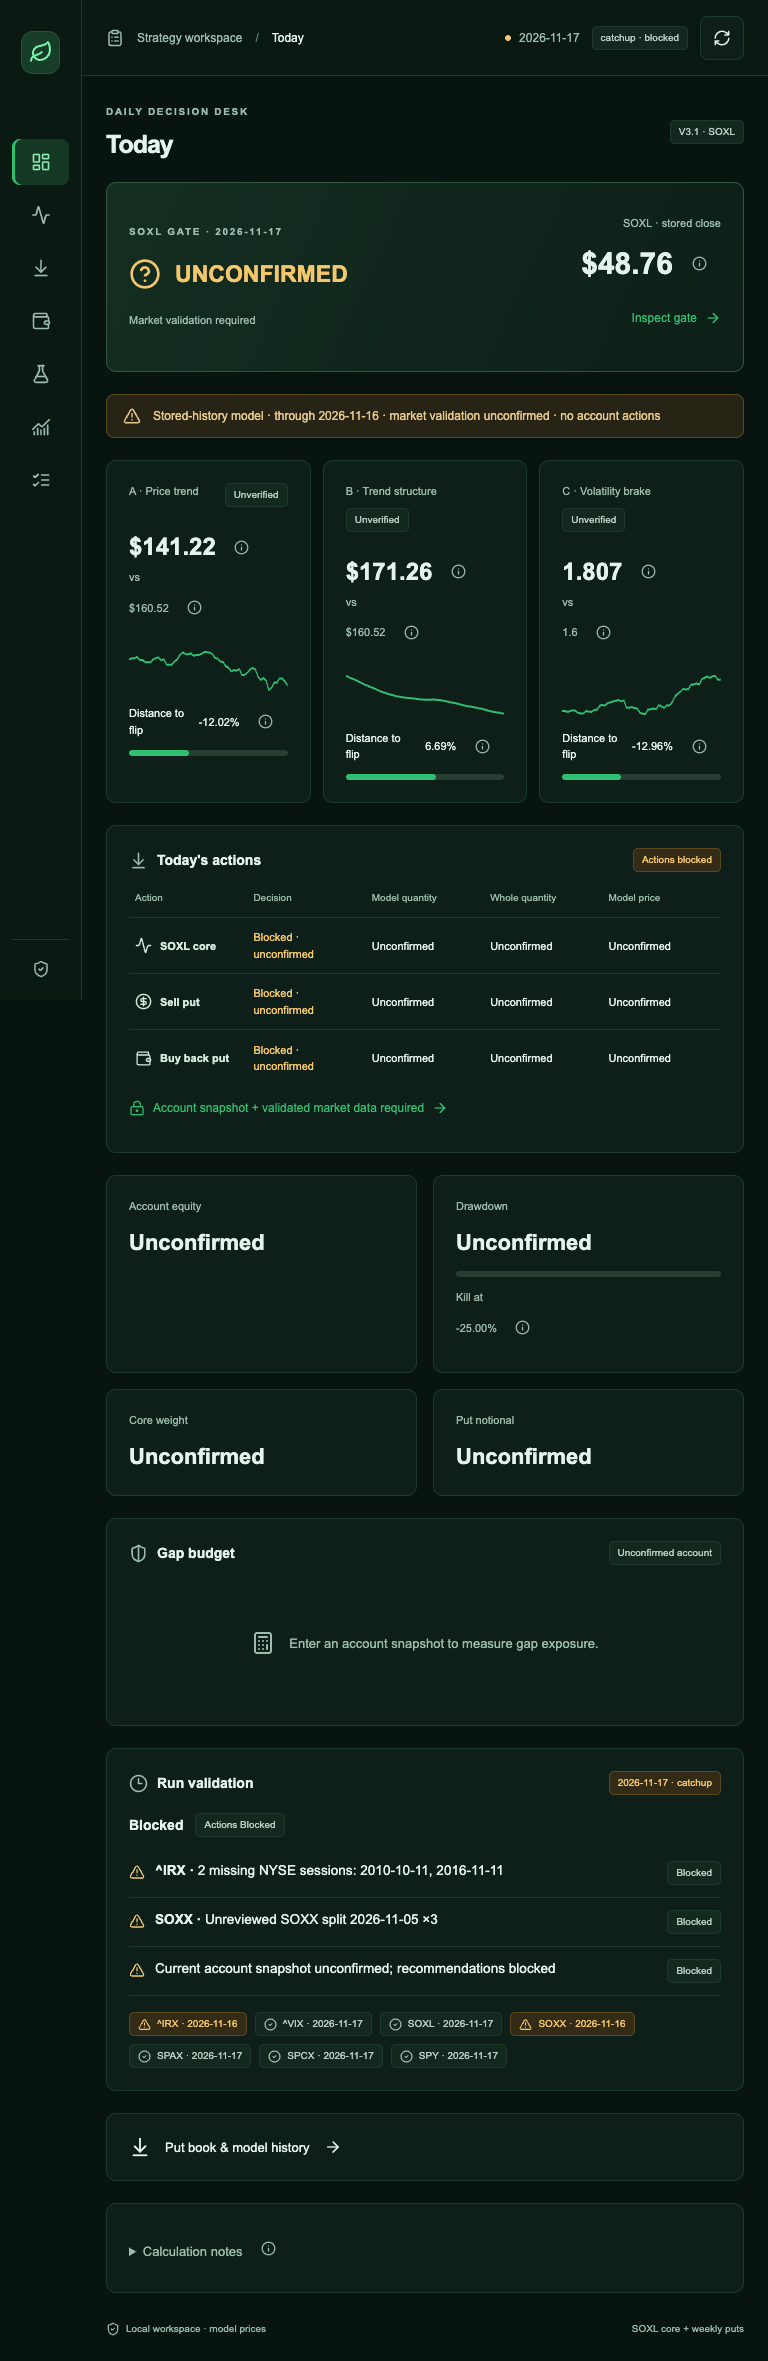 Strategy workspace / Today
2026-11-17
catchup · blocked
DAILY DECISION DESK
Today
V3.1 · SOXL
SOXL GATE · 2026-11-17
UNCONFIRMED
Market validation required
SOXL · stored close
$48.76
Inspect gate
Stored-history model · through 2026-11-16 · market validation unconfirmed · no account actions
A · Price trend
Unverified
$141.22
vs
$160.52
Distance to
flip
-12.02%
B · Trend structure
Unverified
$171.26
vs
$160.52
Distance to
flip
6.69%
C · Volatility brake
Unverified
1.807
vs
1.6
Distance to
flip
-12.96%
Today's actions
Actions blocked
Action Decision Model quantity Whole quantity Model price
SOXL core Blocked ·
unconfirmed Unconfirmed Unconfirmed Unconfirmed
Sell put Blocked ·
unconfirmed Unconfirmed Unconfirmed Unconfirmed
Buy back put Blocked ·
unconfirmed Unconfirmed Unconfirmed Unconfirmed
Account snapshot + validated market data required
Account equity
Unconfirmed
Drawdown
Unconfirmed
Kill at
-25.00%
Core weight
Unconfirmed
Put notional
Unconfirmed
Gap budget
Unconfirmed account
Enter an account snapshot to measure gap exposure.
Run validation
2026-11-17 · catchup
Blocked
Actions Blocked
^IRX · 2 missing NYSE sessions: 2010-10-11, 2016-11-11
Blocked
SOXX · Unreviewed SOXX split 2026-11-05 ×3
Blocked
Current account snapshot unconfirmed; recommendations blocked
Blocked
^IRX · 2026-11-16
^VIX · 2026-11-17
SOXL · 2026-11-17
SOXX · 2026-11-16
SPAX · 2026-11-17
SPCX · 2026-11-17
SPY · 2026-11-17
Put book & model history
Calculation notes
Local workspace · model prices
SOXL core + weekly puts